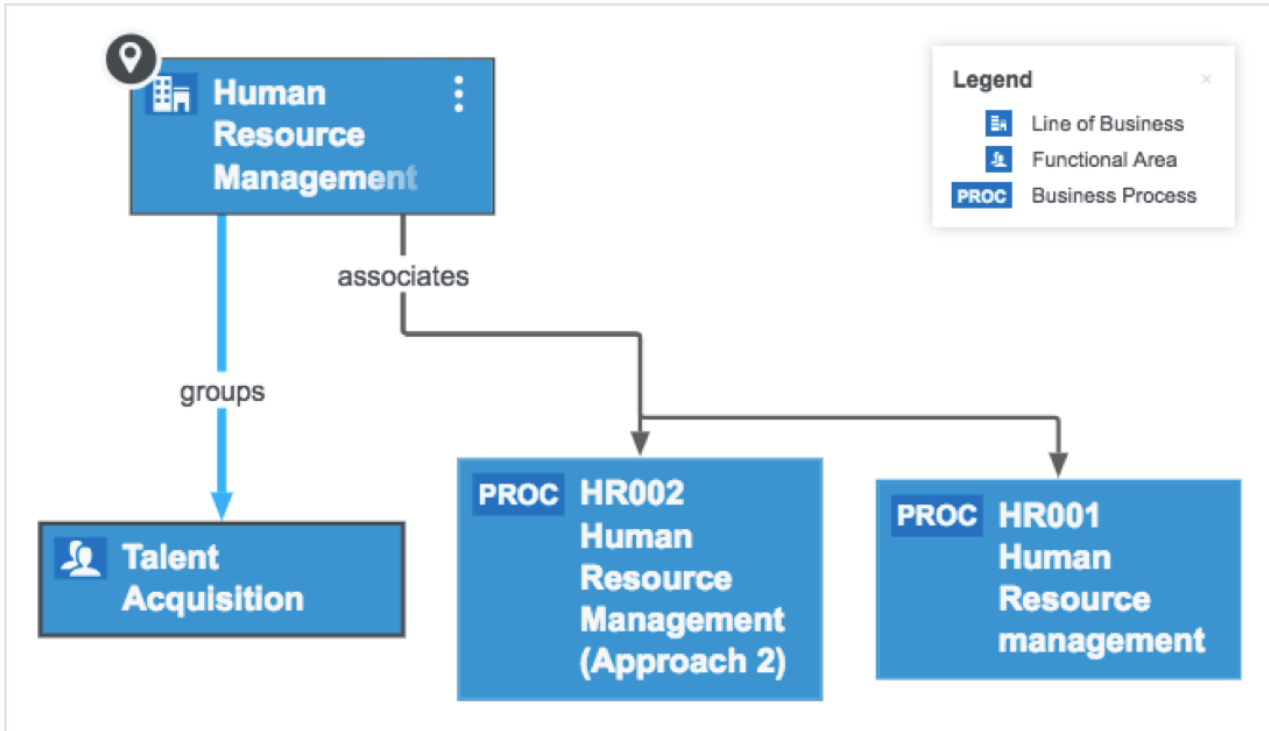 Human
Resource
Management
Legend
×
Line of Business
Functional Area
PROC Business Process
associates
groups
Talent
Acquisition
PROC HR002
Human
Resource
Management
(Approach 2)
PROC HR001
Human
Resource
management